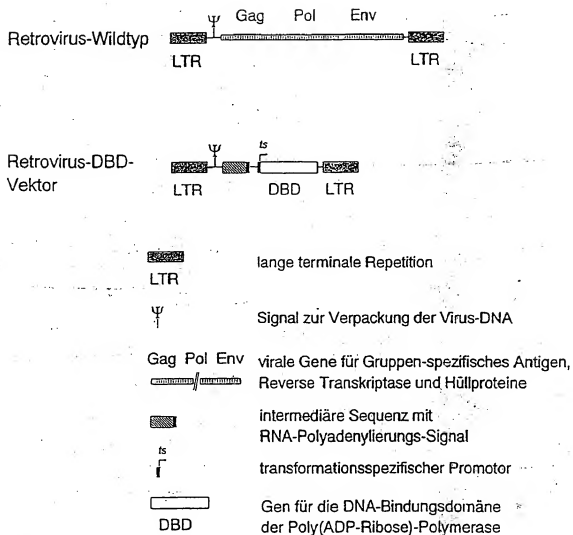 Gag Pol Env
Retrovirus-Wildtyp
Ψ
LTR LTR
Retrovirus-DBD-
Vektor
Ψ ts
LTR DBD LTR
LTR
lange terminale Repetition
Ψ
Signal zur Verpackung der Virus-DNA
Gag Pol Env
virale Gene für Gruppen-spezifisches Antigen,
Reverse Transkriptase und Hüllproteine
intermediäre Sequenz mit
RNA-Polyadenylierungs-Signal
ts
transformationsspezifischer Promotor
DBD
Gen für die DNA-Bindungsdomäne
der Poly(ADP-Ribose)-Polymerase